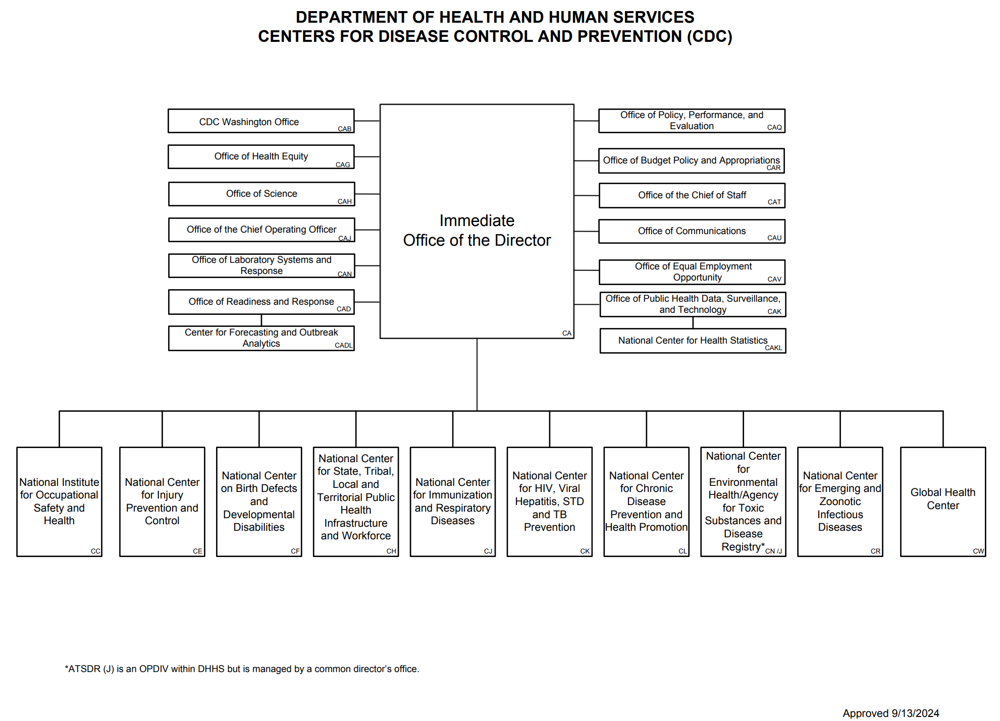 DEPARTMENT OF HEALTH AND HUMAN SERVICES
CENTERS FOR DISEASE CONTROL AND PREVENTION (CDC)
CDC Washington Office
CAB
Office of Health Equity
CAG
Office of Science
CAH
Office of the Chief Operating Officer
CAJ
Office of Laboratory Systems and
Response
CAN
Office of Readiness and Response
CAD
Center for Forecasting and Outbreak
Analytics
CADL
Immediate
Office of the Director
CA
Office of Policy, Performance, and
Evaluation
CAQ
Office of Budget Policy and Appropriations
CAR
Office of the Chief of Staff
CAT
Office of Communications
CAU
Office of Equal Employment
Opportunity
CAV
Office of Public Health Data, Surveillance,
and Technology
CAK
National Center for Health Statistics
CAKL
National Institute
for Occupational
Safety and
Health
CC
National Center
for Injury
Prevention and
Control
CE
National Center
on Birth Defects
and
Developmental
Disabilities
CF
National Center
for State, Tribal,
Local and
Territorial Public
Health
Infrastructure
and Workforce
CH
National Center
for Immunization
and Respiratory
Diseases
CJ
National Center
for HIV, Viral
Hepatitis, STD
and TB
Prevention
CK
National Center
for Chronic
Disease
Prevention and
Health Promotion
CL
National Center
for
Environmental
Health/Agency
for Toxic
Substances and
Disease
Registry*
CN /J
National Center
for Emerging and
Zoonotic
Infectious
Diseases
CR
Global Health
Center
CW
*ATSDR (J) is an OPDIV within DHHS but is managed by a common director’s office.
Approved 9/13/2024